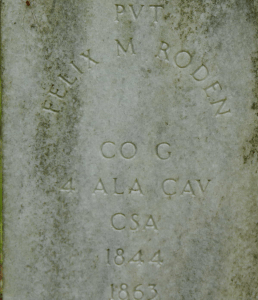 PVT
FELIX M RODEN
CO G
4 ALA CAV
CSA
1844
1863